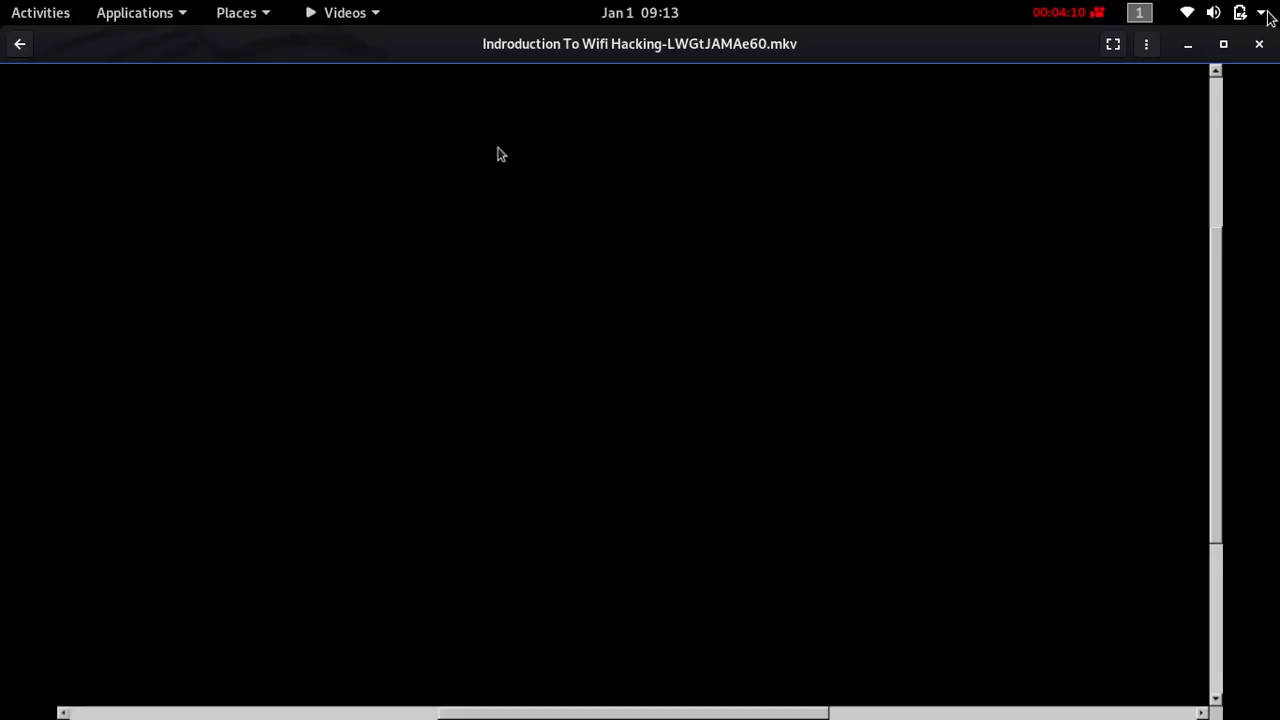 Activities Applications Places Videos Jan 1 09:13 00:04:10 1
Indroduction To Wifi Hacking-LWGtJAMAe60.mkv